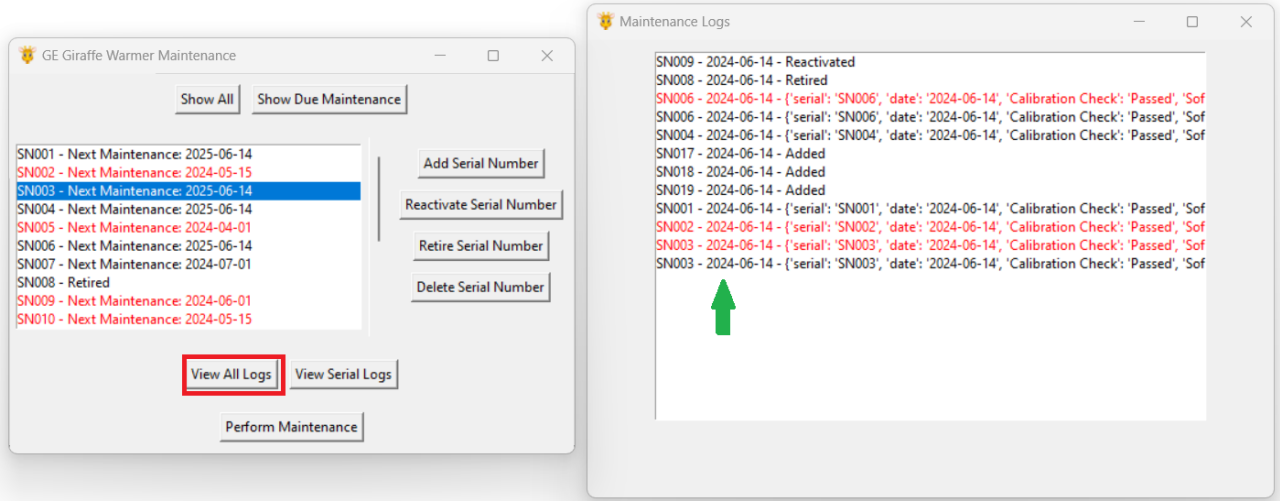 GE Giraffe Warmer Maintenance
Show All
Show Due Maintenance
SN001 - Next Maintenance: 2025-06-14
SN002 - Next Maintenance: 2024-05-15
SN003 - Next Maintenance: 2025-06-14
SN004 - Next Maintenance: 2025-06-14
SN005 - Next Maintenance: 2024-04-01
SN006 - Next Maintenance: 2025-06-14
SN007 - Next Maintenance: 2024-07-01
SN008 - Retired
SN009 - Next Maintenance: 2024-06-01
SN010 - Next Maintenance: 2024-05-15
Add Serial Number
Reactivate Serial Number
Retire Serial Number
Delete Serial Number
View All Logs
View Serial Logs
Perform Maintenance
Maintenance Logs
SN009 - 2024-06-14 - Reactivated
SN008 - 2024-06-14 - Retired
SN006 - 2024-06-14 - {'serial': 'SN006', 'date': '2024-06-14', 'Calibration Check': 'Passed', 'Sof
SN006 - 2024-06-14 - {'serial': 'SN006', 'date': '2024-06-14', 'Calibration Check': 'Passed', 'Sof
SN004 - 2024-06-14 - {'serial': 'SN004', 'date': '2024-06-14', 'Calibration Check': 'Passed', 'Sof
SN017 - 2024-06-14 - Added
SN018 - 2024-06-14 - Added
SN019 - 2024-06-14 - Added
SN001 - 2024-06-14 - {'serial': 'SN001', 'date': '2024-06-14', 'Calibration Check': 'Passed', 'Sof
SN002 - 2024-06-14 - {'serial': 'SN002', 'date': '2024-06-14', 'Calibration Check': 'Passed', 'Sof
SN003 - 2024-06-14 - {'serial': 'SN003', 'date': '2024-06-14', 'Calibration Check': 'Passed', 'Sof
SN003 - 2024-06-14 - {'serial': 'SN003', 'date': '2024-06-14', 'Calibration Check': 'Passed', 'Sof